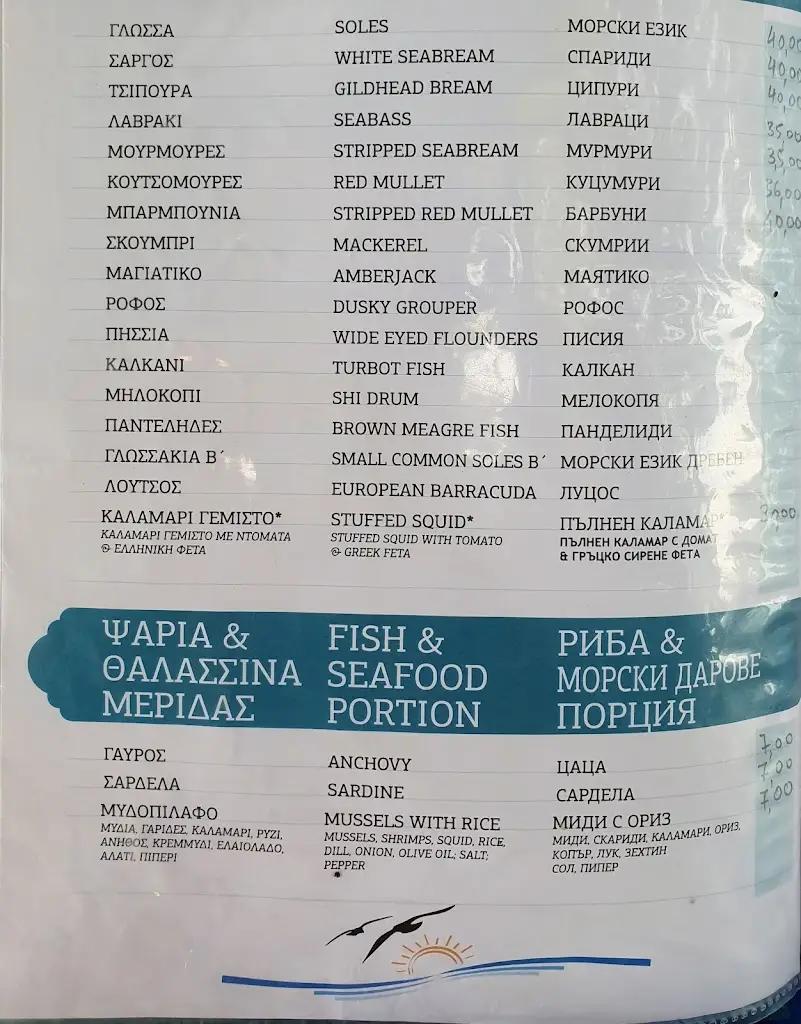 ΓΛΩΣΣΑ SOLES МОРСКИ ЕЗИК 40,00
ΣΑΡΓΟΣ WHITE SEABREAM СПАРИДИ 40,00
ΤΣΙΠΟΥΡΑ GILDHEAD BREAM ЦИПУРИ 40,00
ΛΑΒΡΑΚΙ SEABASS ЛАВРАЦИ 35,00
ΜΟΥΡΜΟΥΡΕΣ STRIPPED SEABREAM МУРМУРИ 35,00
ΚΟΥΤΣΟΜΟΥΡΕΣ RED MULLET КУЦУМУРИ 36,00
ΜΠΑΡΜΠΟΥΝΙΑ STRIPPED RED MULLET БАРБУНИ 40,00
ΣΚΟΥΜΠΡΙ MACKEREL СКУМРИИ
ΜΑΓΙΑΤΙΚΟ AMBERJACK МАЯТИКО
ΡΟΦΟΣ DUSKY GROUPER РОФОС
ΠΗΣΣΙΑ WIDE EYED FLOUNDERS ПИСИЯ
ΚΑΛΚΑΝΙ TURBOT FISH КАЛКАН
ΜΗΛΟΚΟΠΙ SHI DRUM МЕЛОКОПЯ
ΠΑΝΤΕΛΗΔΕΣ BROWN MEAGRE FISH ПАНДЕЛИДИ
ΓΛΩΣΣΑΚΙΑ Β´ SMALL COMMON SOLES B´ МОРСКИ ЕЗИК ДРЕБЕН
ΛΟΥΤΣΟΣ EUROPEAN BARRACUDA ЛУЦОС
ΚΑΛΑΜΑΡΙ ΓΕΜΙΣΤΟ* STUFFED SQUID* ПЪЛНЕН КАЛАМАР*
ΚΑΛΑΜΑΡΙ ΓΕΜΙΣΤΟ ΜΕ ΝΤΟΜΑΤΑ STUFFED SQUID WITH TOMATO ПЪЛНЕН КАЛАМАР С ДОМАТ
& ΕΛΛΗΝΙΚΗ ΦΕΤΑ & GREEK FETA & ГРЪЦКО СИРЕНЕ ФЕТА
ΨΑΡΙΑ & FISH & РИБА &
ΘΑΛΑΣΣΙΝΑ SEAFOOD МОРСКИ ДАРОВЕ
ΜΕΡΙΔΑΣ PORTION ПОРЦИЯ
ΓΑΥΡΟΣ ANCHOVY ЦАЦА 7,00
ΣΑΡΔΕΛΑ SARDINE САРДЕЛА 7,00
ΜΥΔΟΠΙΛΑΦΟ MUSSELS WITH RICE МИДИ С ОРИЗ 7,00
ΜΥΔΙΑ, ΓΑΡΙΔΕΣ, ΚΑΛΑΜΑΡΙ, ΡΥΖΙ, MUSSELS, SHRIMPS, SQUID, RICE, МИДИ, СКАРИДИ, КАЛАМАРИ, ОРИЗ,
ΑΝΗΘΟΣ, ΚΡΕΜΜΥΔΙ, ΕΛΑΙΟΛΑΔΟ, DILL, ONION, OLIVE OIL; SALT; КОПЪР, ЛУК, ЗЕХТИН
ΑΛΑΤΙ, ΠΙΠΕΡΙ PEPPER СОЛ, ПИПЕР